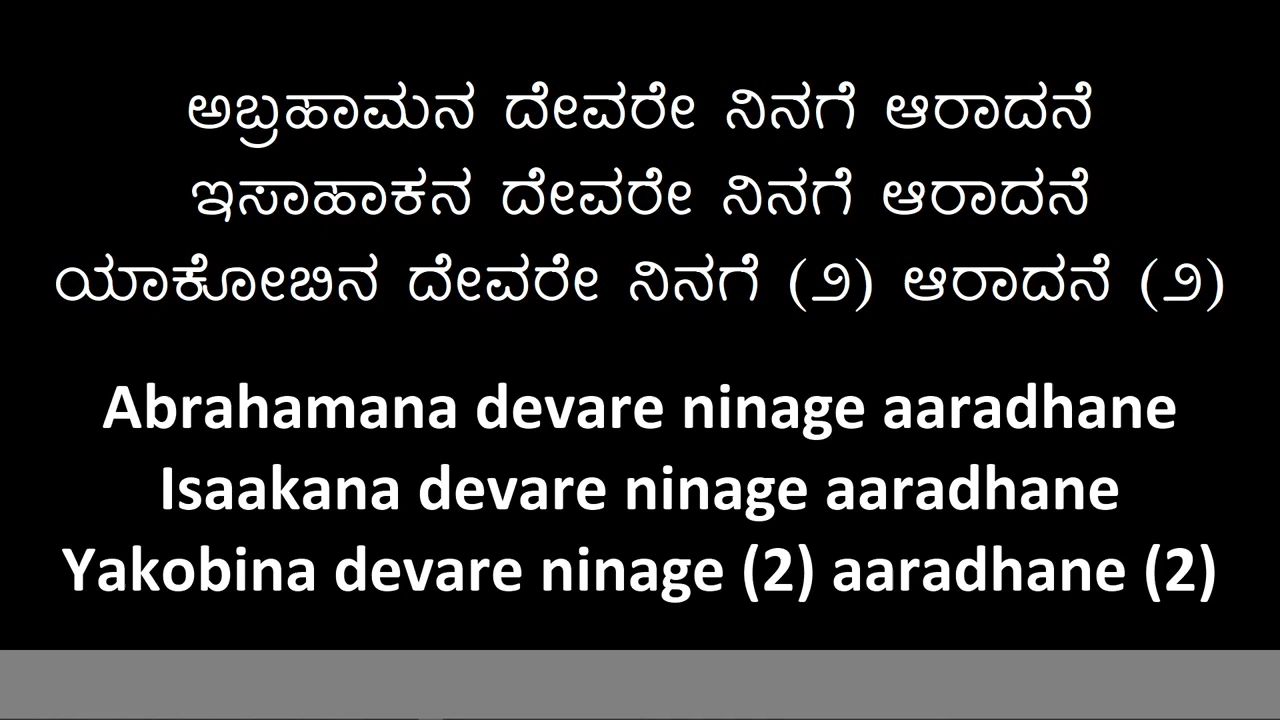 ಅಬ್ರಹಾಮನ ದೇವರೇ ನಿನಗೆ ಆರಾದನೆ
ಇಸಾಹಾಕನ ದೇವರೇ ನಿನಗೆ ಆರಾದನೆ
ಯಾಕೋಬಿನ ದೇವರೇ ನಿನಗೆ (೨) ಆರಾದನೆ (೨)
Abrahamana devare ninage aaradhane
Isaakana devare ninage aaradhane
Yakobina devare ninage (2) aaradhane (2)